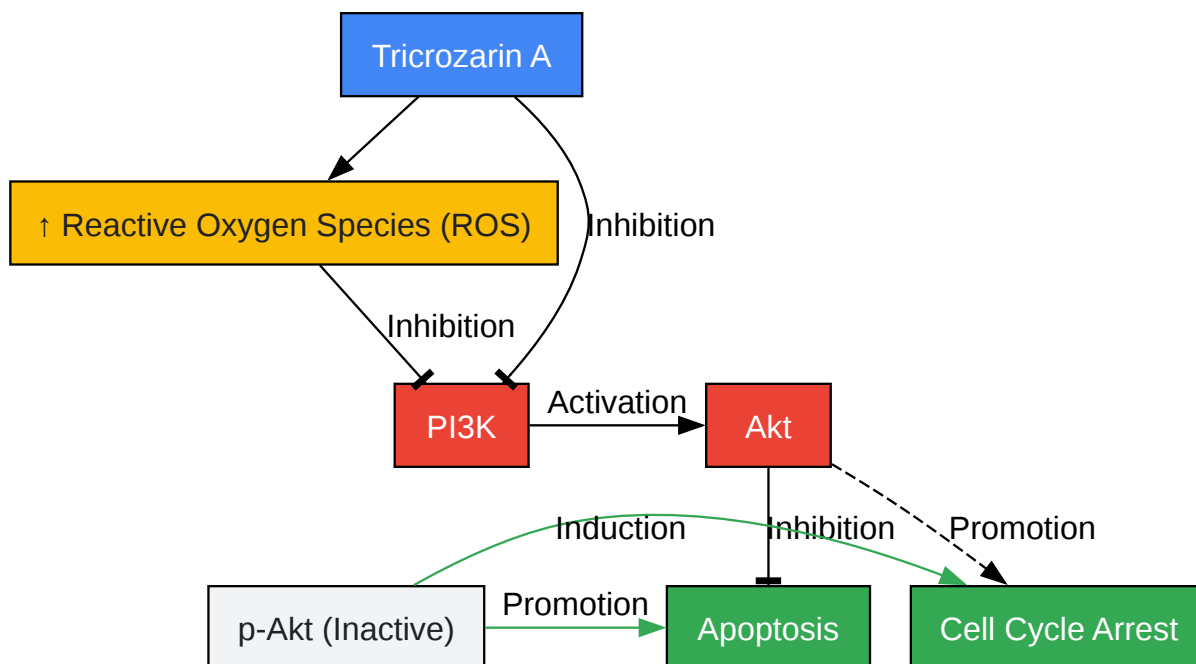 Tricrozarin A
↑ Reactive Oxygen Species (ROS)
Inhibition
Inhibition
PI3K
Activation
Akt
Induction
Inhibition
Promotion
p-Akt (Inactive)
Promotion
Apoptosis
Cell Cycle Arrest